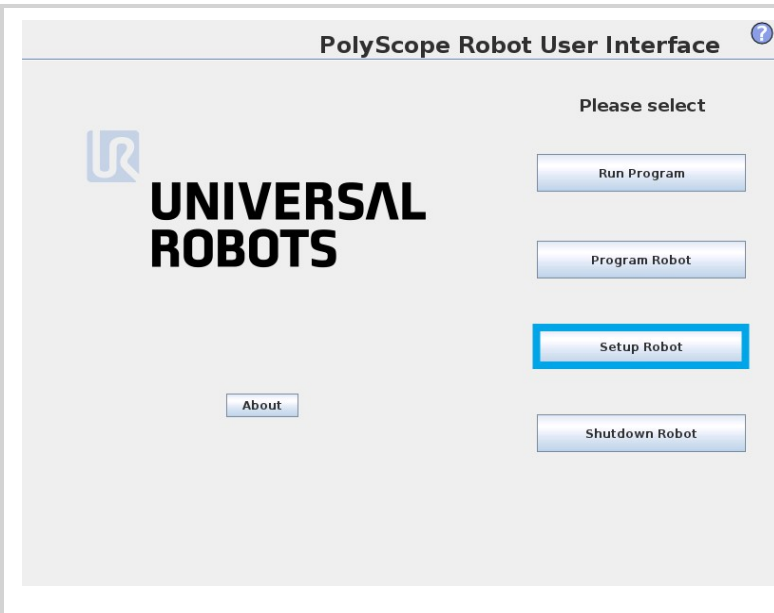 PolyScope Robot User Interface
?
Please select
UR
UNIVERSAL
ROBOTS
Run Program
Program Robot
Setup Robot
About
Shutdown Robot